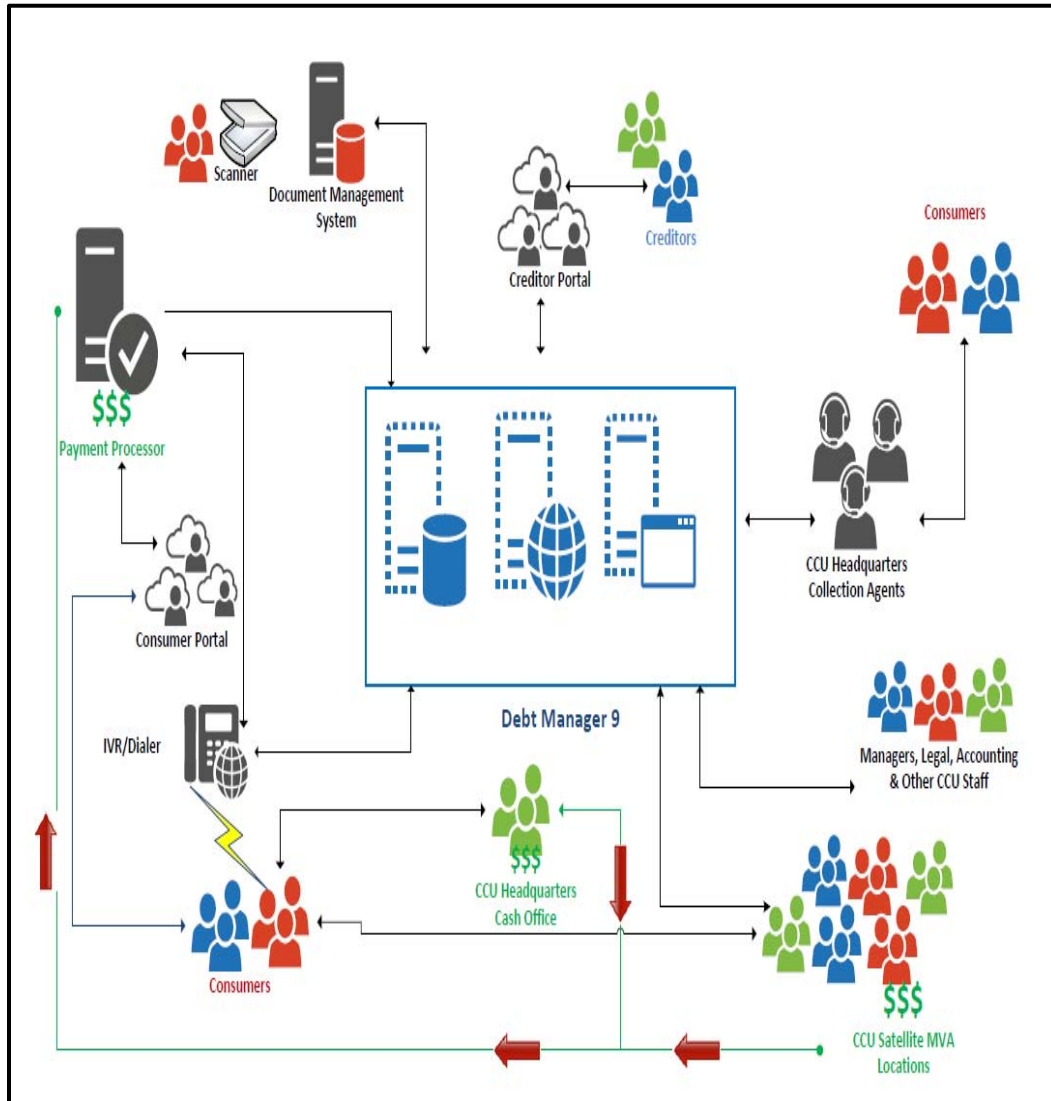 Scanner
Document Management
System
Creditors
Creditor Portal
Consumers
$$$
Payment Processor
CCU Headquarters
Collection Agents
Consumer Portal
Debt Manager 9
IVR/Dialer
Managers, Legal, Accounting
& Other CCU Staff
$$$
CCU Headquarters
Cash Office
Consumers
$$$
CCU Satellite MVA
Locations